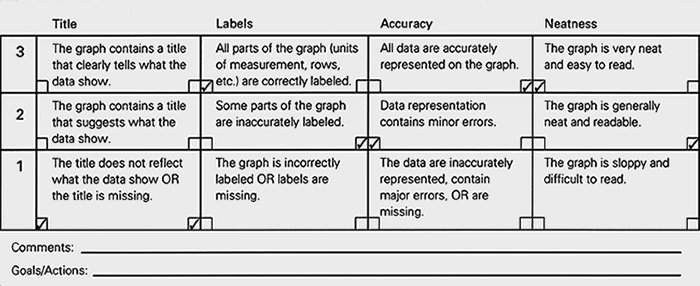 Title Labels Accuracy Neatness
3
The graph contains a title
that clearly tells what the
data show.
All parts of the graph (units
of measurement, rows,
etc.) are correctly labeled.
All data are accurately
represented on the graph.
The graph is very neat
and easy to read.
2
The graph contains a title
that suggests what the
data show.
Some parts of the graph
are inaccurately labeled.
Data representation
contains minor errors.
The graph is generally
neat and readable.
1
The title does not reflect
what the data show OR
the title is missing.
The graph is incorrectly
labeled OR labels are
missing.
The data are inaccurately
represented, contain
major errors, OR are
missing.
The graph is sloppy and
difficult to read.
Comments:
Goals/Actions: